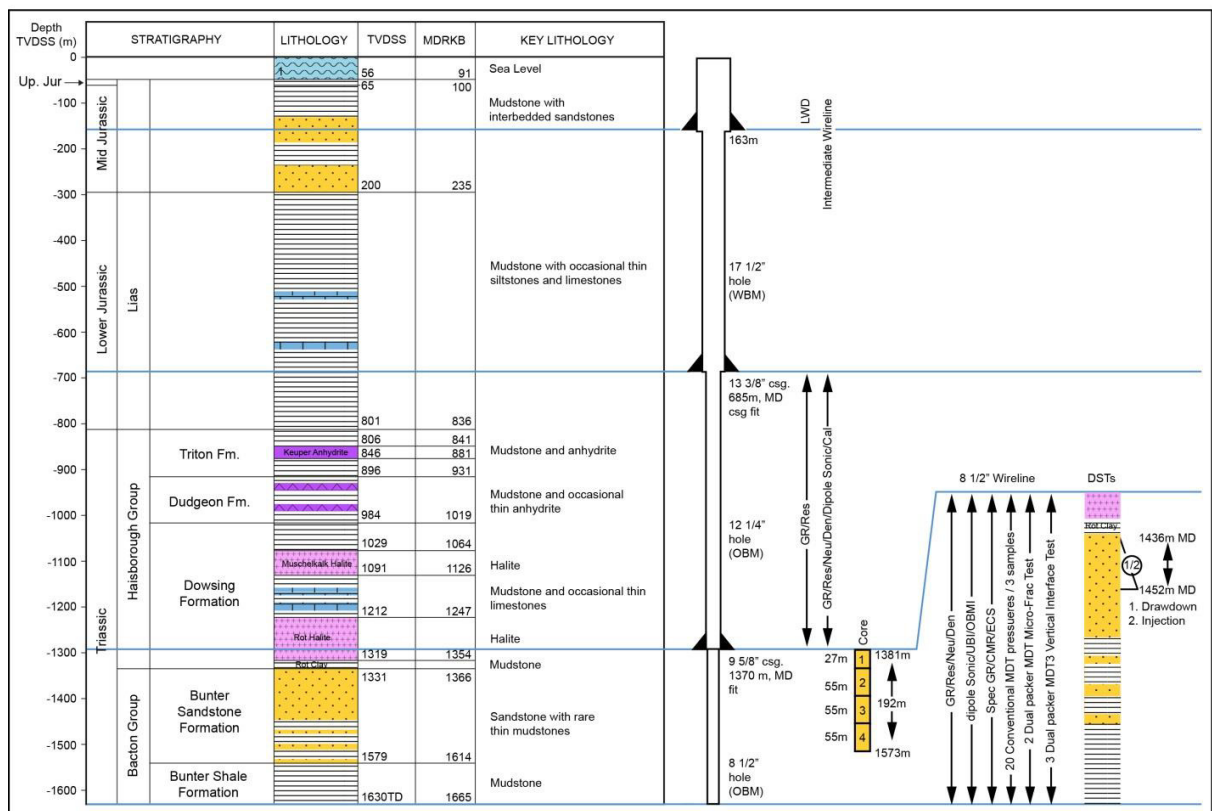 Depth
TVDSS (m)
STRATIGRAPHY
LITHOLOGY
TVDSS
MDRKB
KEY LITHOLOGY
0
Up. Jur
-100
-200
-300
-400
-500
-600
-700
-800
-900
-1000
-1100
-1200
-1300
-1400
-1500
-1600
Mid Jurassic
Lower Jurassic
Triassic
Lias
Haisborough Group
Bacton Group
Triton Fm.
Dudgeon Fm.
Dowsing
Formation
Bunter
Sandstone
Formation
Bunter Shale
Formation
Keuper Anhydrite
Muschelkalk Halite
Rot Halite
Rot Clay
56 91
65 100
200 235
801 836
806 841
846 881
896 931
984 1019
1029 1064
1091 1126
1212 1247
1319 1354
1331 1366
1579 1614
1630TD 1665
Sea Level
Mudstone with
interbedded sandstones
Mudstone with occasional thin
siltstones and limestones
Mudstone and anhydrite
Mudstone and occasional
thin anhydrite
Halite
Mudstone and occasional thin
limestones
Halite
Mudstone
Sandstone with rare
thin mudstones
Mudstone
163m
17 1/2"
hole
(WBM)
13 3/8" csg.
685m, MD
csg fit
12 1/4"
hole
(OBM)
9 5/8" csg.
1370 m, MD
fit
8 1/2"
hole
(OBM)
LWD
Intermediate Wireline
GR/Res
GR/Res/Neu/Den/Dipole Sonic/Cal
Core
27m 1 1381m
55m 2
55m 3 192m
55m 4
1573m
8 1/2" Wireline
GR/Res/Neu/Den
dipole Sonic/UBI/OBMI
Spec GR/CMR/ECS
20 Conventional MDT pressueres / 3 samples
2 Dual packer MDT Micro-Frac Test
3 Dual packer MDT3 Vertical Interface Test
DSTs
Rot Clay
1436m MD
1/2
1452m MD
1. Drawdown
2. Injection